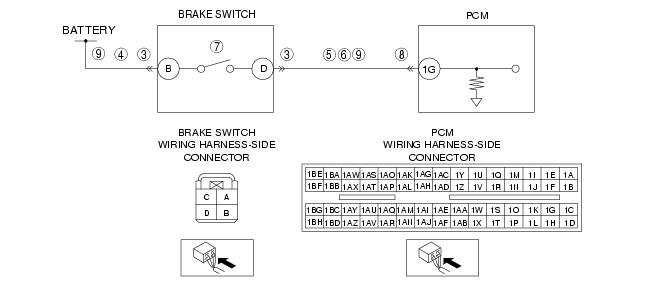 BRAKE SWITCH
PCM
BATTERY
9 4 3 7 3 5 6 9 8
B D 1G
BRAKE SWITCH
WIRING HARNESS-SIDE
CONNECTOR
PCM
WIRING HARNESS-SIDE
CONNECTOR
C A
D B
1BE 1BA 1AW 1AS 1AO 1AK 1AG 1AC 1Y 1U 1Q 1M 1I 1E 1A
1BF 1BB 1AX 1AT 1AP 1AL 1AH 1AD 1Z 1V 1R 1N 1J 1F 1B
1BG 1BC 1AY 1AU 1AQ 1AM 1AI 1AE 1AA 1W 1S 1O 1K 1G 1C
1BH 1BD 1AZ 1AV 1AR 1AN 1AJ 1AF 1AB 1X 1T 1P 1L 1H 1D